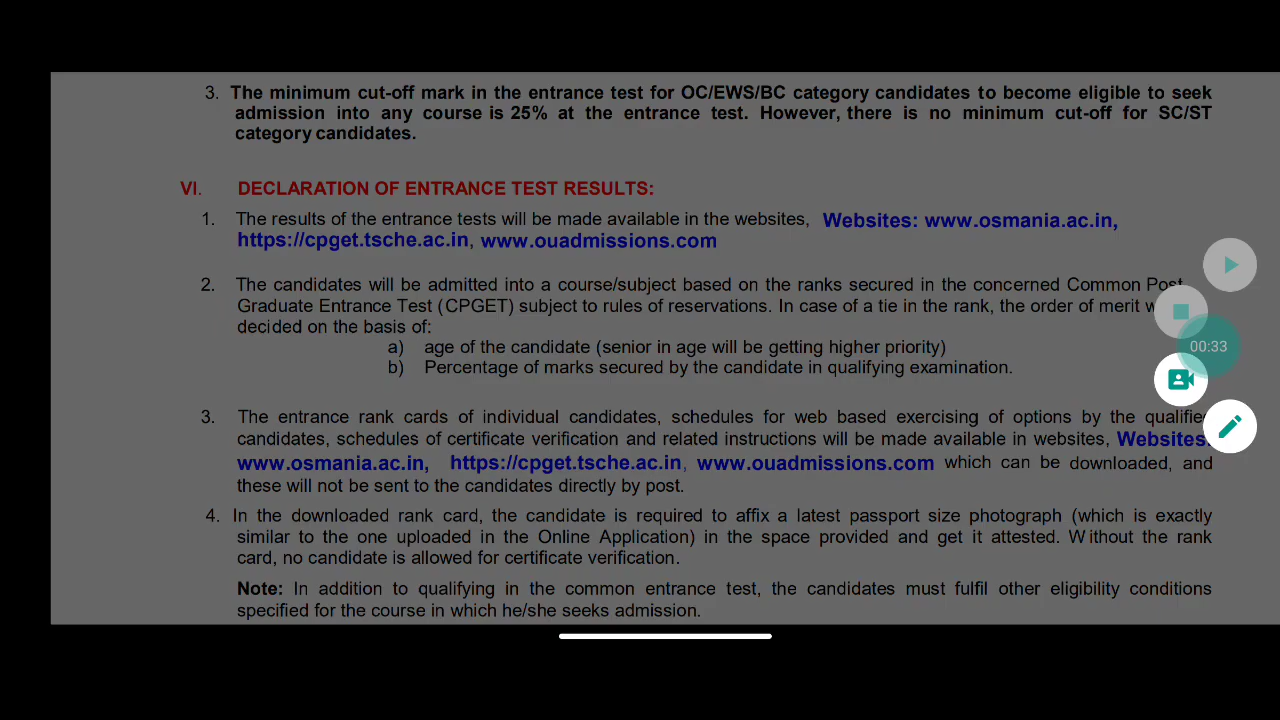 3. The minimum cut-off mark in the entrance test for OC/EWS/BC category candidates to become eligible to seek
admission into any course is 25% at the entrance test. However, there is no minimum cut-off for SC/ST
category candidates.
VI. DECLARATION OF ENTRANCE TEST RESULTS:
1. The results of the entrance tests will be made available in the websites, Websites: www.osmania.ac.in,
https://cpget.tsche.ac.in, www.ouadmissions.com
2. The candidates will be admitted into a course/subject based on the ranks secured in the concerned Common Post
Graduate Entrance Test (CPGET) subject to rules of reservations. In case of a tie in the rank, the order of merit
decided on the basis of:
a) age of the candidate (senior in age will be getting higher priority)
b) Percentage of marks secured by the candidate in qualifying examination.
00:33
3. The entrance rank cards of individual candidates, schedules for web based exercising of options by the qualified
candidates, schedules of certificate verification and related instructions will be made available in websites, Websites:
www.osmania.ac.in, https://cpget.tsche.ac.in, www.ouadmissions.com which can be downloaded, and
these will not be sent to the candidates directly by post.
4. In the downloaded rank card, the candidate is required to affix a latest passport size photograph (which is exactly
similar to the one uploaded in the Online Application) in the space provided and get it attested. Without the rank
card, no candidate is allowed for certificate verification.
Note: In addition to qualifying in the common entrance test, the candidates must fulfil other eligibility conditions
specified for the course in which he/she seeks admission.